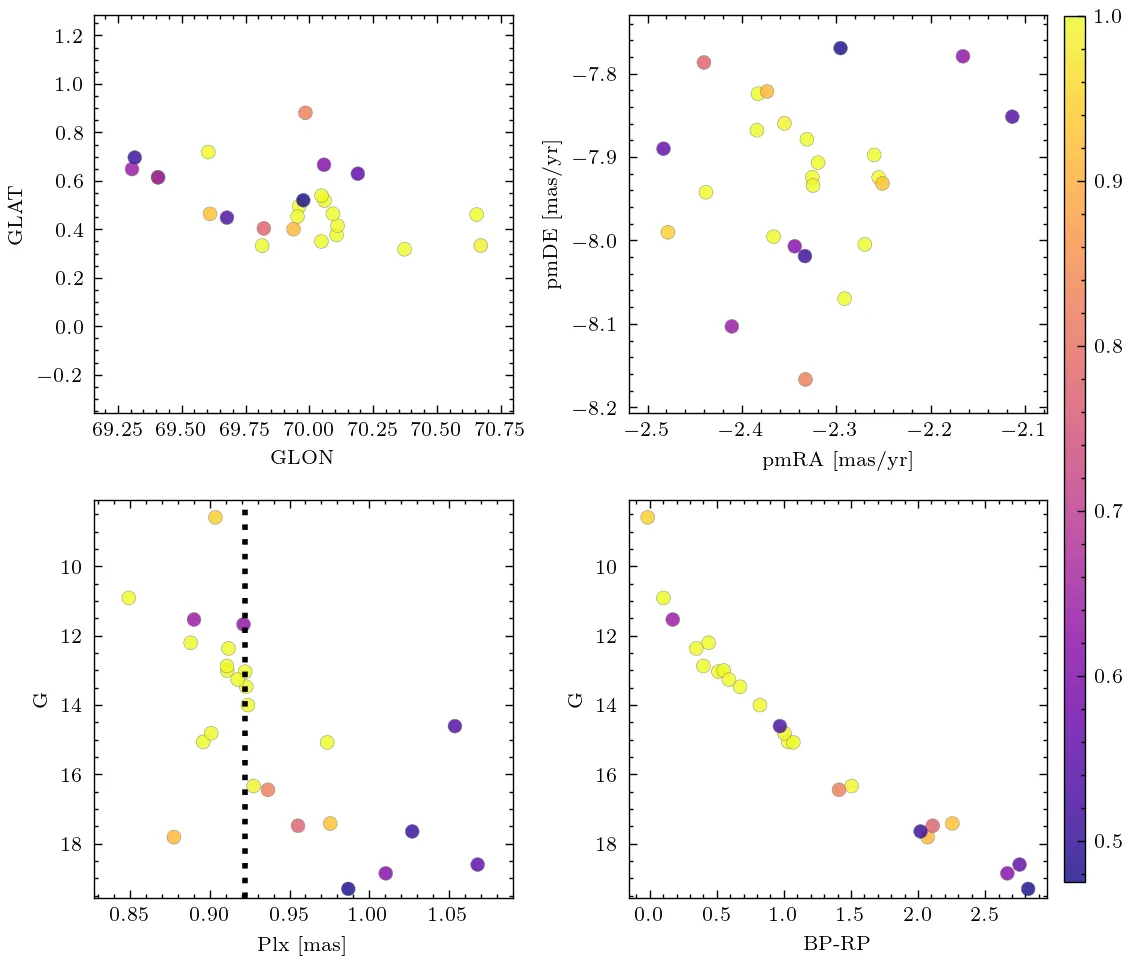 1.2
1.0
0.8
0.6
0.4
0.2
0.0
−0.2
GLAT
69.25 69.50 69.75 70.00 70.25 70.50 70.75
GLON
−7.8
−7.9
−8.0
−8.1
−8.2
pmDE [mas/yr]
−2.5 −2.4 −2.3 −2.2 −2.1
pmRA [mas/yr]
1.0
0.9
0.8
0.7
0.6
0.5
10
12
14
16
18
G
0.85 0.90 0.95 1.00 1.05
Plx [mas]
10
12
14
16
18
G
0.0 0.5 1.0 1.5 2.0 2.5
BP-RP